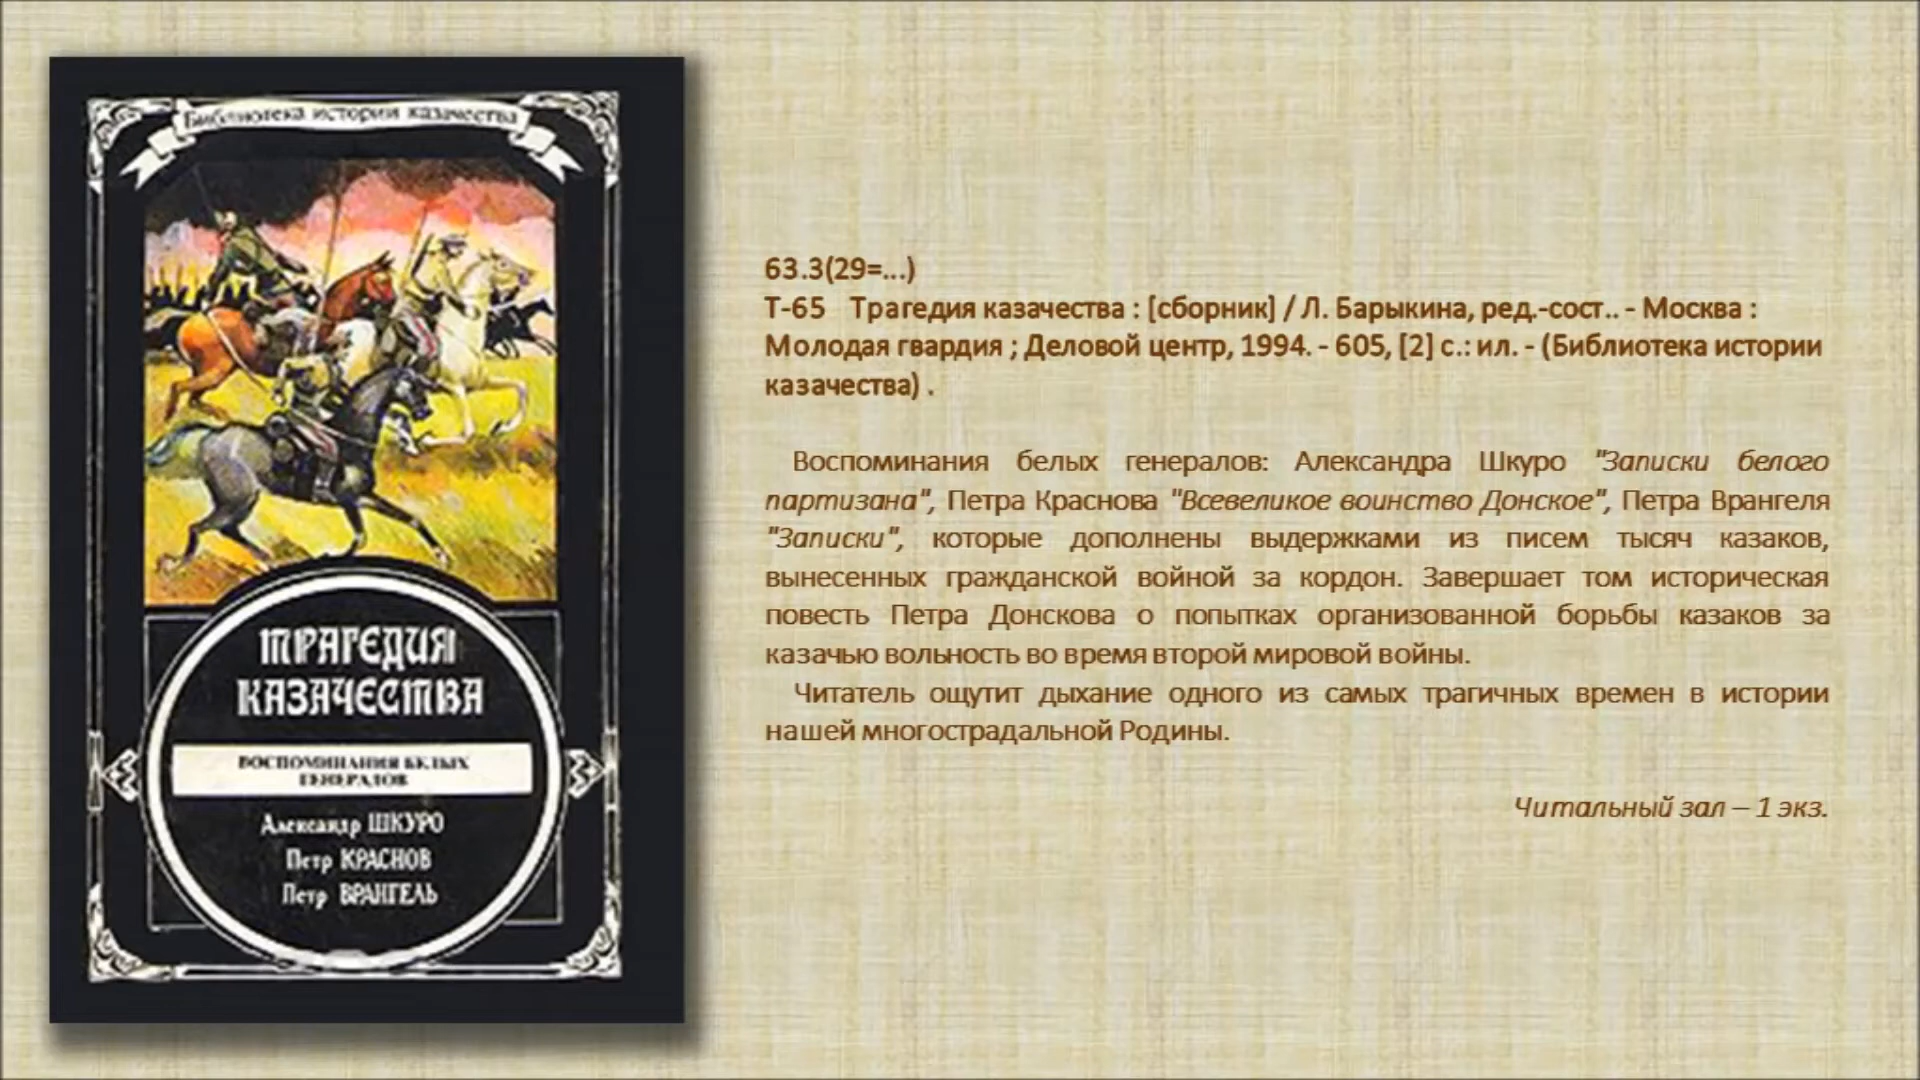 Библиотека истории казачества
ТРАГЕДИЯ
КАЗАЧЕСТВА
ВОСПОМИНАНИЯ БЕЛЫХ
ГЕНЕРАЛОВ
Александр ШКУРО
Петр КРАСНОВ
Петр ВРАНГЕЛЬ
63.3(29=...)
Т-65 Трагедия казачества : [сборник] / Л. Барыкина, ред.-сост.. - Москва :
Молодая гвардия ; Деловой центр, 1994. - 605, [2] с.: ил. - (Библиотека истории
казачества) .
Воспоминания белых генералов: Александра Шкуро "Записки белого
партизана", Петра Краснова "Всевеликое воинство Донское", Петра Врангеля
"Записки", которые дополнены выдержками из писем тысяч казаков,
вынесенных гражданской войной за кордон. Завершает том историческая
повесть Петра Донскова о попытках организованной борьбы казаков за
казачью вольность во время второй мировой войны.
Читатель ощутит дыхание одного из самых трагичных времен в истории
нашей многострадальной Родины.
Читальный зал – 1 экз.